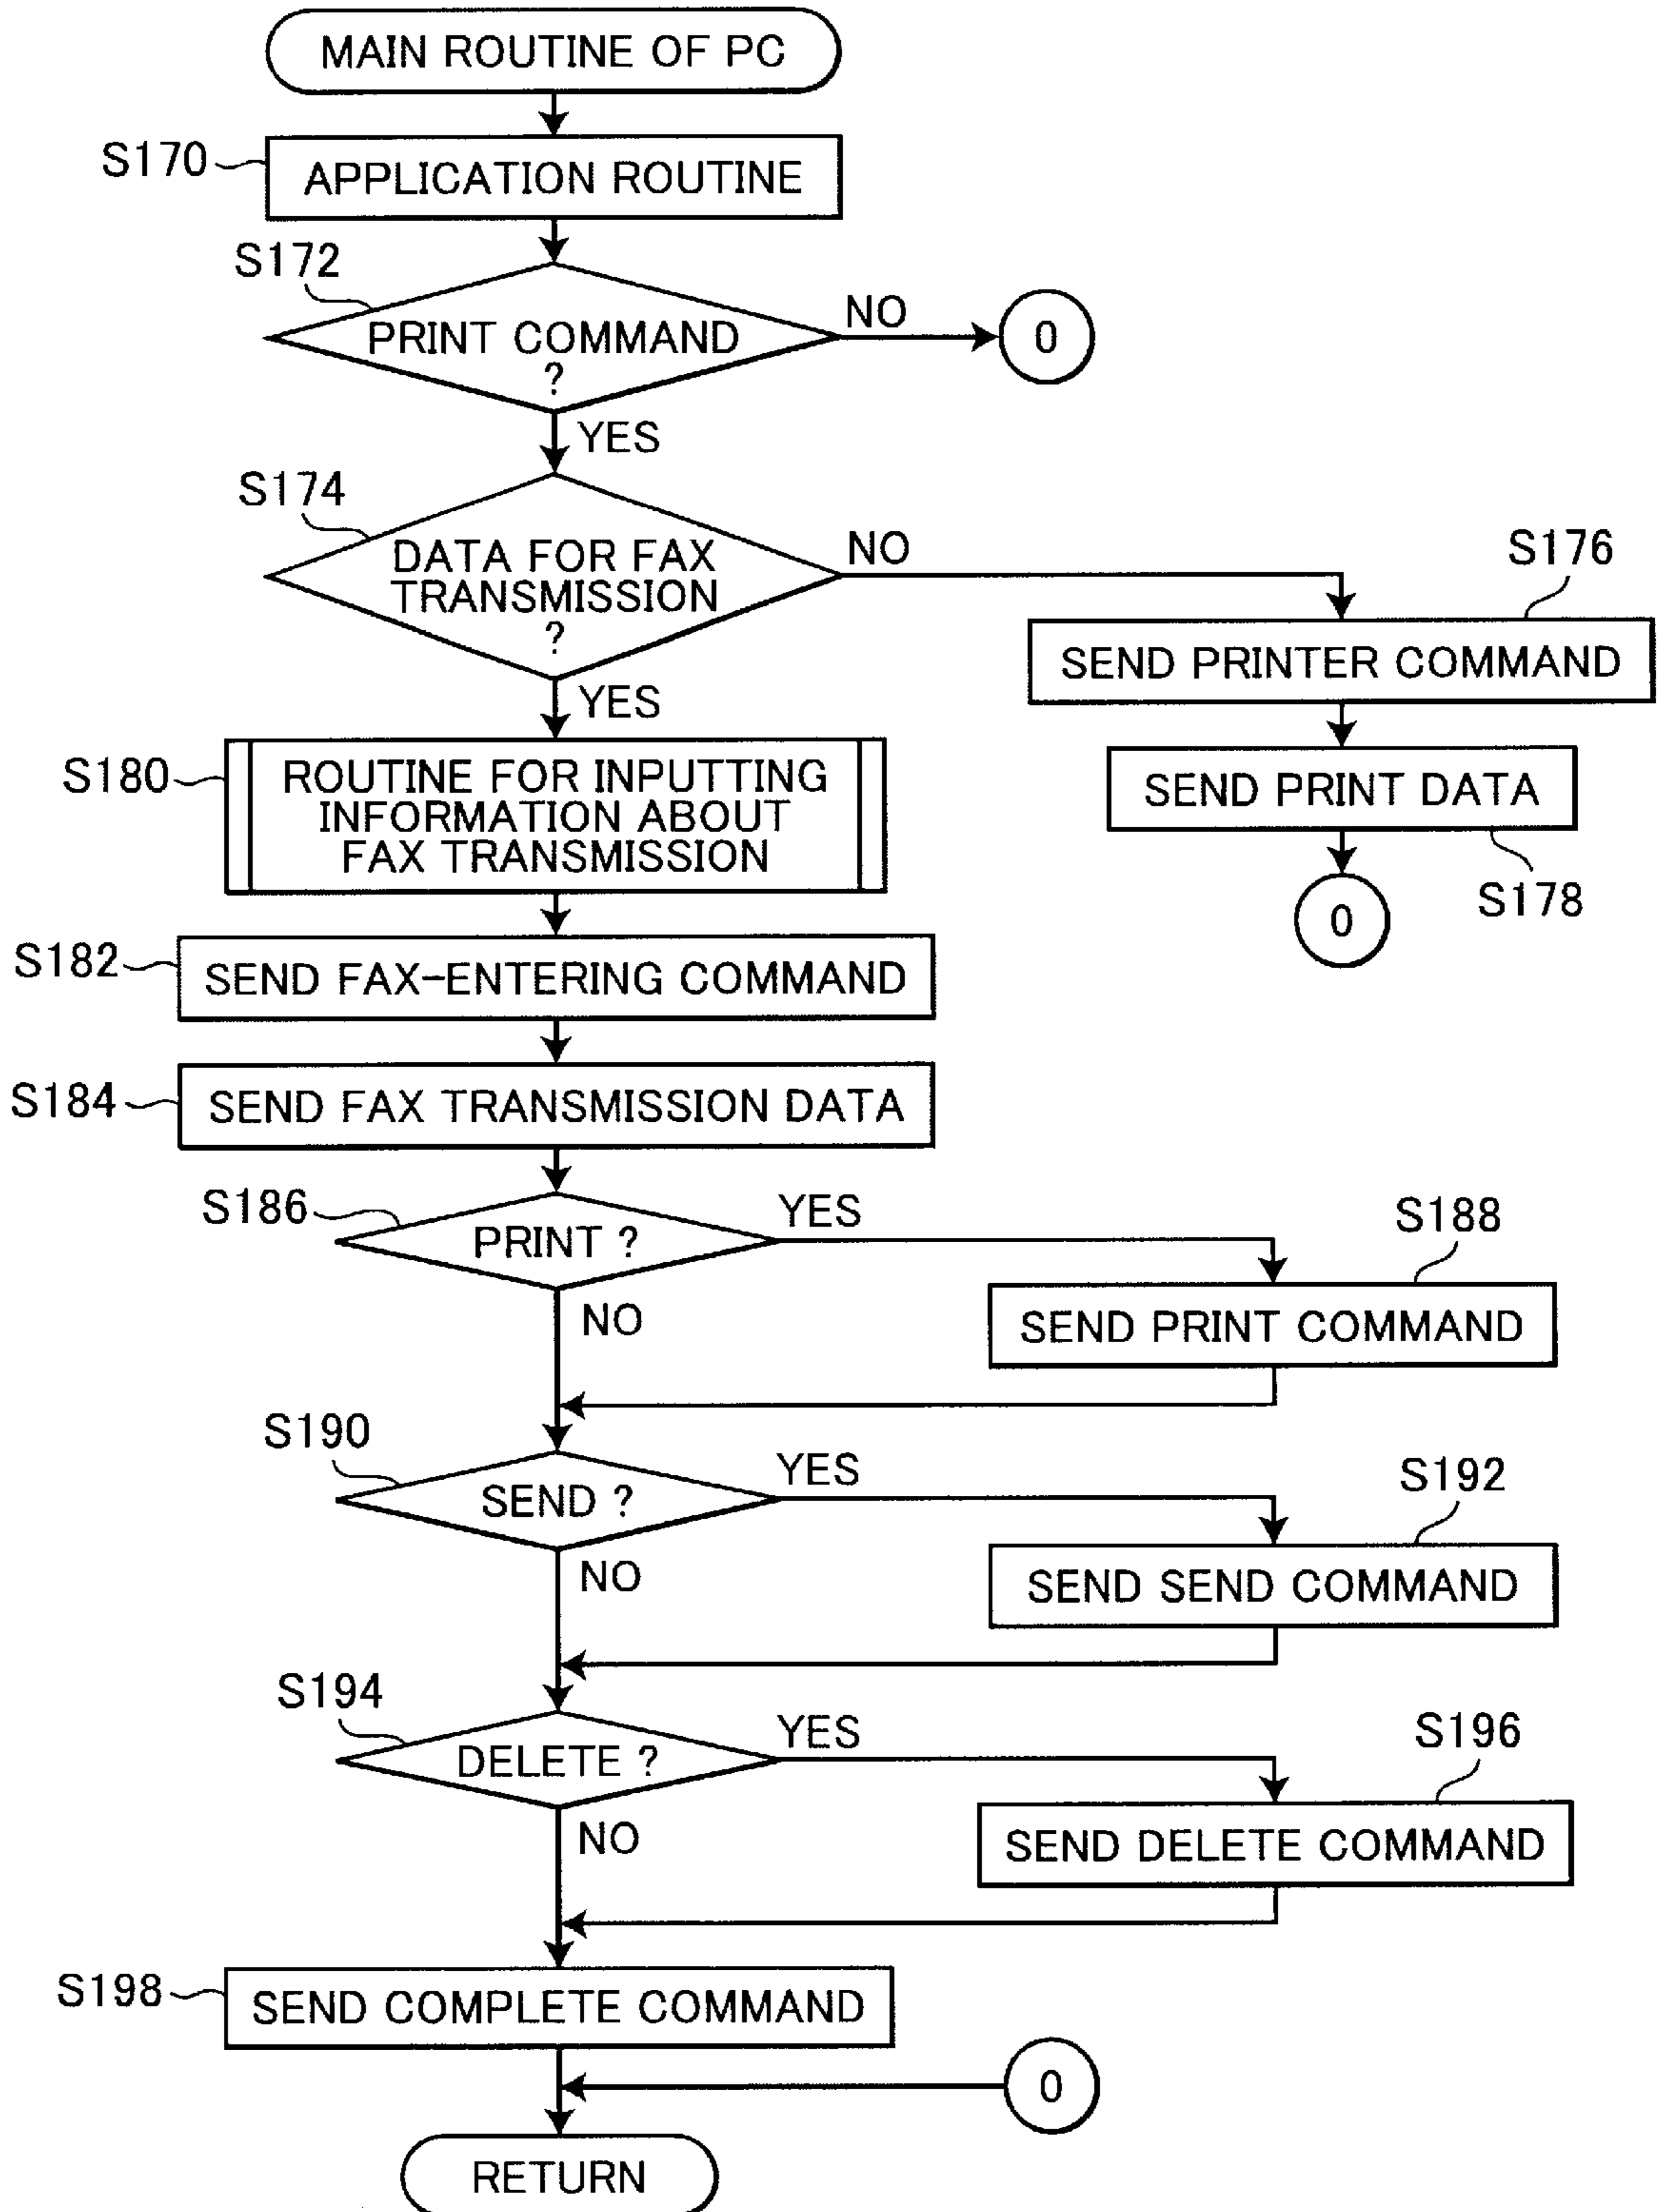 MAIN ROUTINE OF PC
S170
APPLICATION ROUTINE
S172
PRINT COMMAND
?
NO
0
YES
S174
DATA FOR FAX
TRANSMISSION
?
NO
S176
SEND PRINTER COMMAND
YES
S180
ROUTINE FOR INPUTTING
INFORMATION ABOUT
FAX TRANSMISSION
SEND PRINT DATA
S178
0
S182
SEND FAX-ENTERING COMMAND
S184
SEND FAX TRANSMISSION DATA
S186
PRINT ?
YES
S188
SEND PRINT COMMAND
NO
S190
SEND ?
YES
S192
SEND SEND COMMAND
NO
S194
DELETE ?
YES
S196
SEND DELETE COMMAND
NO
S198
SEND COMPLETE COMMAND
0
RETURN